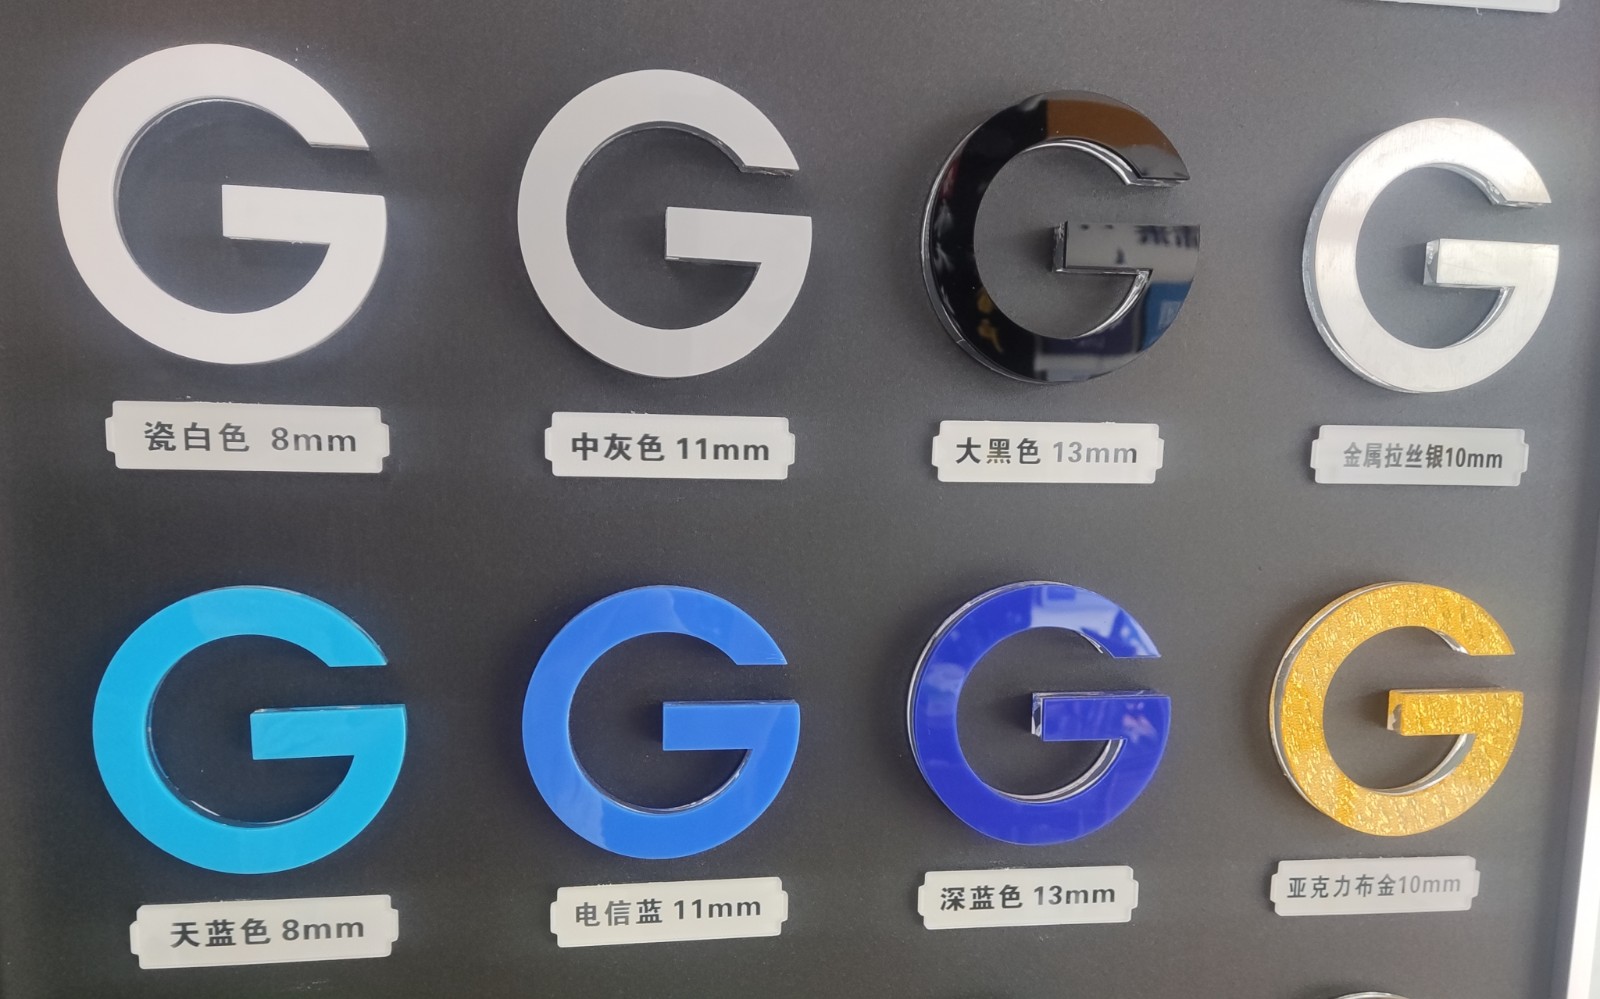 G G G G
瓷白色 8mm
中灰色 11mm
大黑色 13mm
金属拉丝银10mm
G G G G
天蓝色 8mm
电信蓝 11mm
深蓝色 13mm
亚克力布金10mm